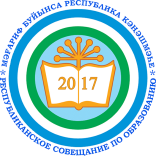 МӘҒАРИФ БУЙЫНСА РЕСПУБЛИКА КӘҢӘШМӘҺЕ
2017
РЕСПУБЛИКАНСКОЕ СОВЕЩАНИЕ ПО ОБРАЗОВАНИЮ